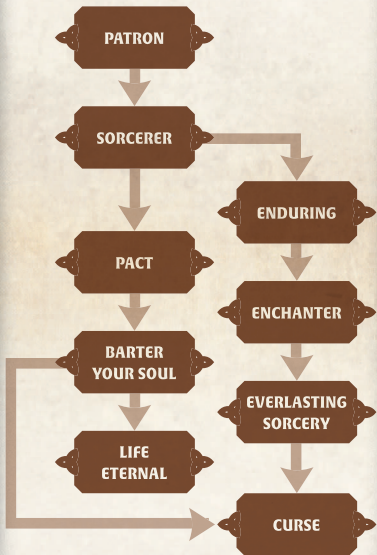 PATRON
SORCERER
ENDURING
PACT
ENCHANTER
BARTER
YOUR SOUL
EVERLASTING
SORCERY
LIFE
ETERNAL
CURSE